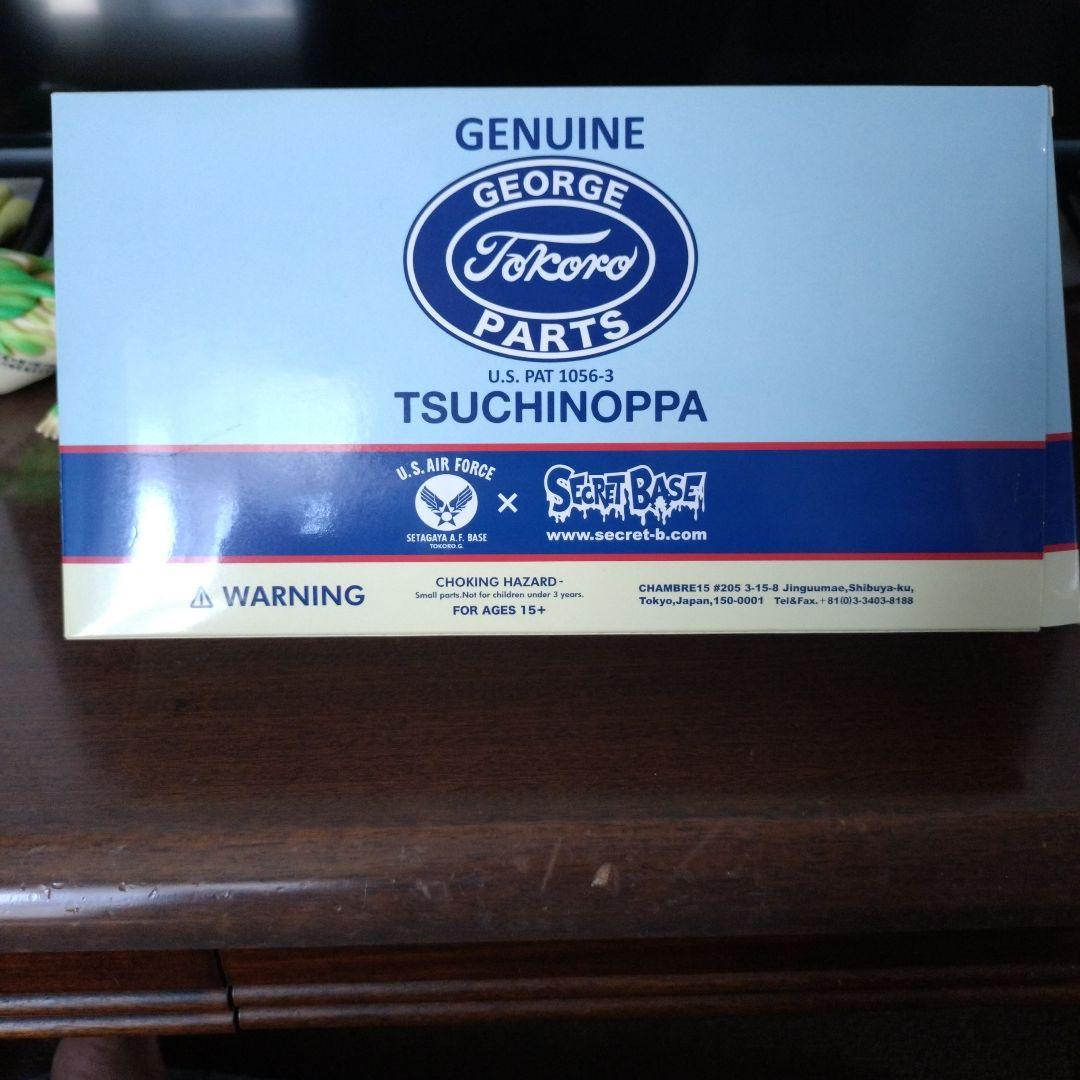 GENUINE
GEORGE
Tokoro
PARTS
U.S. PAT 1056-3
TSUCHINOPPA
U.S. AIR FORCE
SETAGAYA A.F. BASE
TOKORO.G.
×
SECRET BASE
www.secret-b.com
⚠ WARNING
CHOKING HAZARD-
Small parts.Not for children under 3 years.
FOR AGES 15+
CHAMBRE15 #205 3-15-8 Jinguumae,Shibuya-ku,
Tokyo,Japan,150-0001 Tel&Fax.+81(0)3-3403-8188